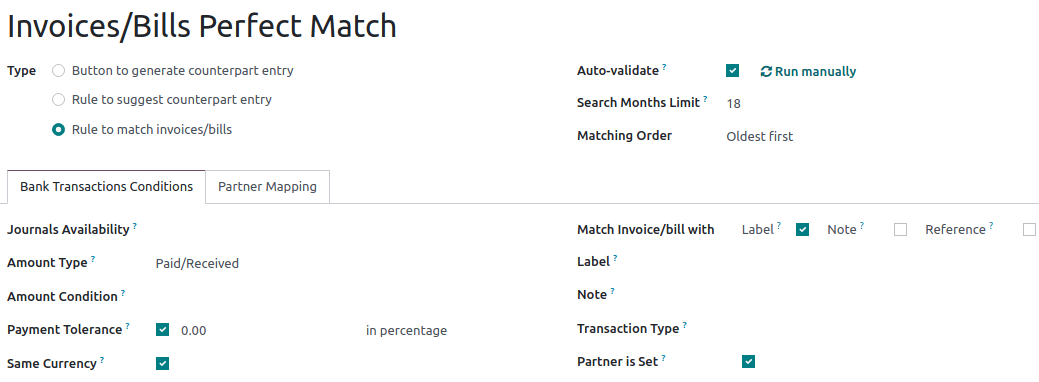 Invoices/Bills Perfect Match
Type
Button to generate counterpart entry
Rule to suggest counterpart entry
Rule to match invoices/bills
Auto-validate ? Run manually
Search Months Limit ? 18
Matching Order Oldest first
Bank Transactions Conditions Partner Mapping
Journals Availability ?
Amount Type ? Paid/Received
Amount Condition ?
Payment Tolerance ? 0.00 in percentage
Same Currency ?
Match Invoice/bill with Label ? Note ? Reference ?
Label ?
Note ?
Transaction Type ?
Partner is Set ?